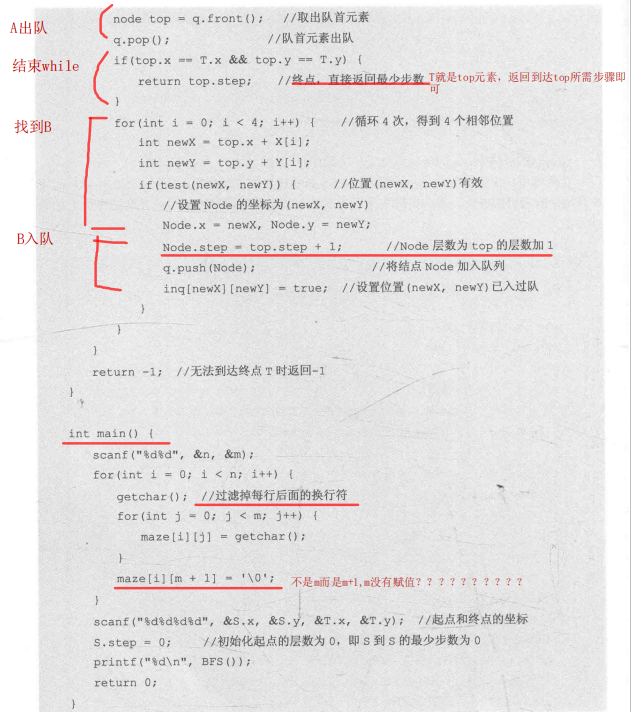 node top = q.front();   //取出队首元素
A出队
q.pop();               //队首元素出队
if(top.x == T.x && top.y == T.y) {
结束while
return top.step;   //终点，直接返回最少步数 T就是top元素，返回到达top所需步骤即可
}
找到B
for(int i = 0; i < 4; i++) {   //循环 4 次，得到 4 个相邻位置
int newX = top.x + X[i];
int newY = top.y + Y[i];
if(test(newX, newY)) {   //位置(newX, newY)有效
//设置 Node 的坐标为(newX, newY)
Node.x = newX, Node.y = newY;
B入队
Node.step = top.step + 1;   //Node 层数为 top 的层数加 1
q.push(Node);   //将结点 Node 加入队列
inq[newX][newY] = true;   //设置位置(newX, newY)已入过队
}
}
}
return -1;   //无法到达终点 T 时返回-1
}
int main() {
scanf("%d%d", &n, &m);
for(int i = 0; i < n; i++) {
getchar();   //过滤掉每行后面的换行符
for(int j = 0; j < m; j++) {
maze[i][j] = getchar();
}
maze[i][m + 1] = '\0';   不是m而是m+1,m没有赋值？？？？？？？？？？
}
scanf("%d%d%d%d", &S.x, &S.y, &T.x, &T.y);   //起点和终点的坐标
S.step = 0;   //初始化起点的层数为 0，即 S 到 S 的最少步数为 0
printf("%d\n", BFS());
return 0;
}